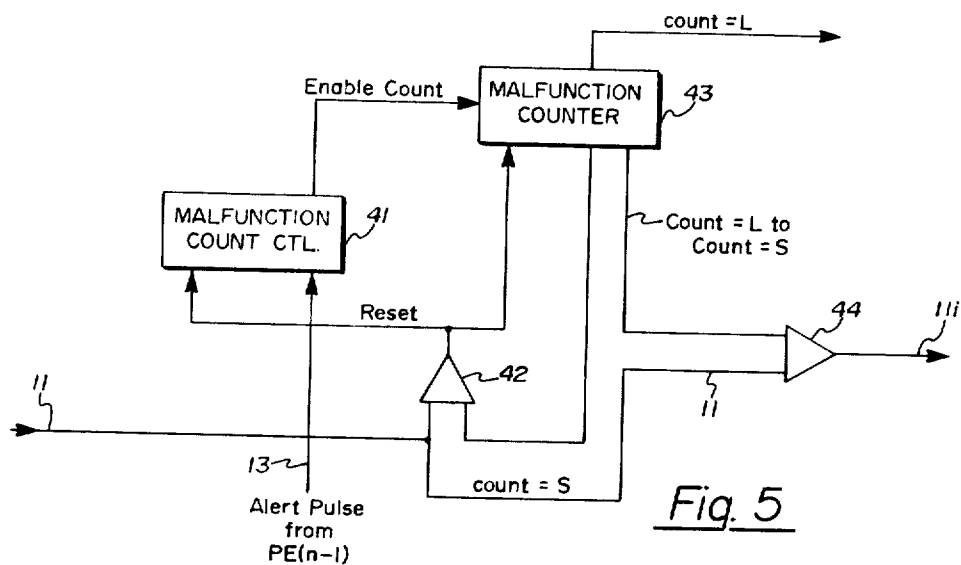 count = L
Enable Count
MALFUNCTION
COUNTER
43
MALFUNCTION
COUNT CTL.
41
Count = L to
Count = S
Reset
44
11i
42
11
11
13
count = S
Alert Pulse
from
PE(n-1)
Fig. 5